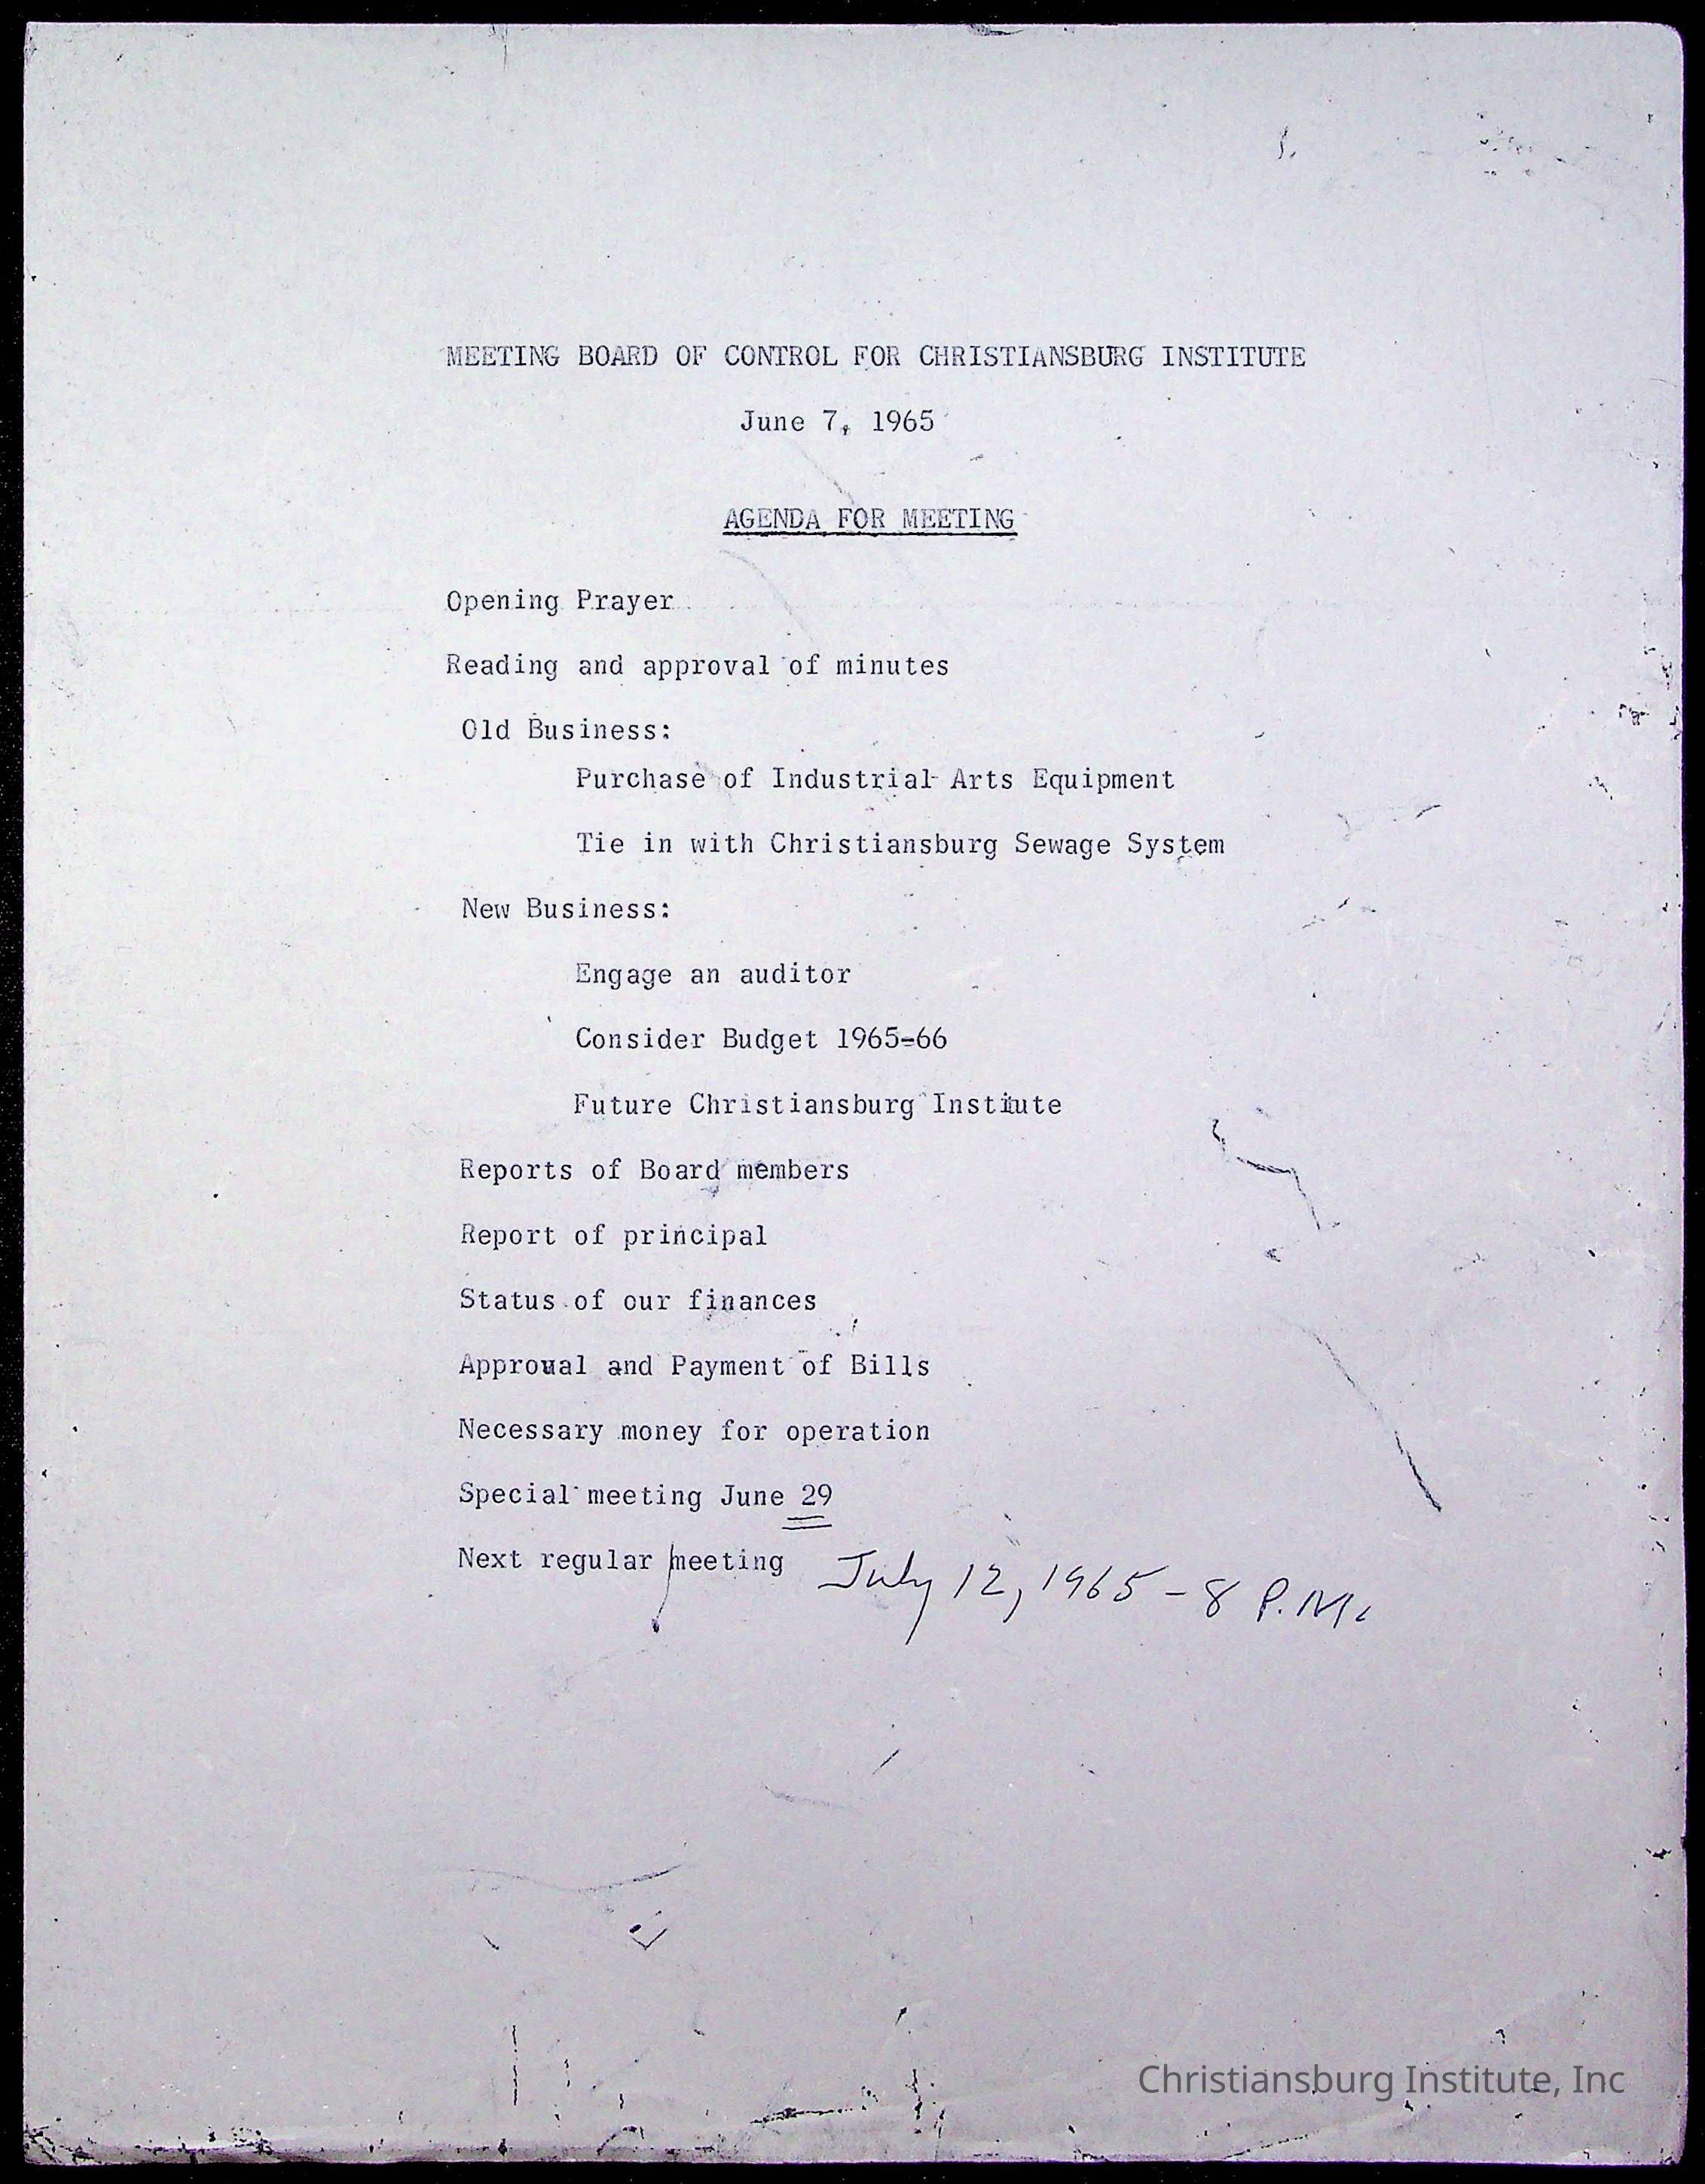 MEETING BOARD OF CONTROL FOR CHRISTIANSBURG INSTITUTE
June 7, 1965
AGENDA FOR MEETING
Opening Prayer
Reading and approval of minutes
Old Business:
Purchase of Industrial Arts Equipment
Tie in with Christiansburg Sewage System
New Business:
Engage an auditor
Consider Budget 1965-66
Future Christiansburg Instiute
Reports of Board members
Report of principal
Status of our finances
Approval and Payment of Bills
Necessary money for operation
Special meeting June 29
Next regular meeting July 12, 1965 - 8 P.M.
Christiansburg Institute, Inc